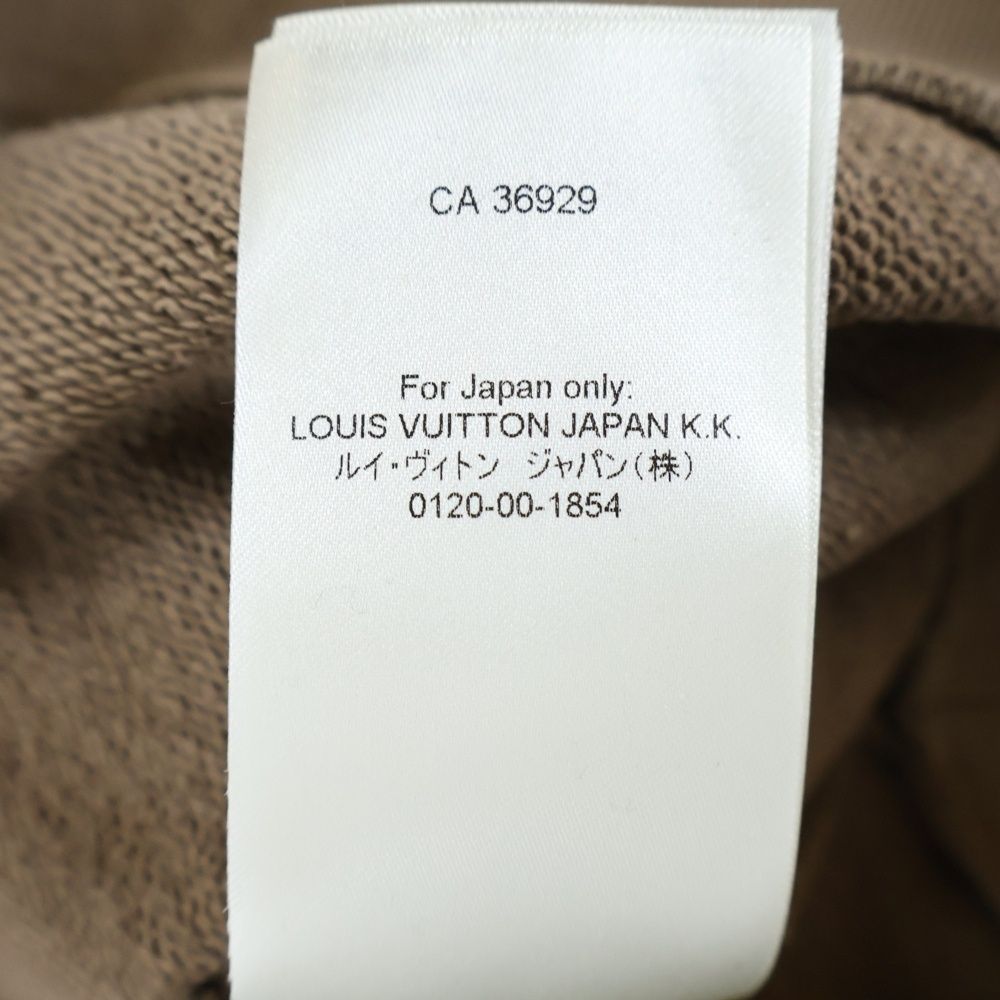 CA 36929
For Japan only:
LOUIS VUITTON JAPAN K.K.
ルイ・ヴィトン　ジャパン(株)
0120-00-1854